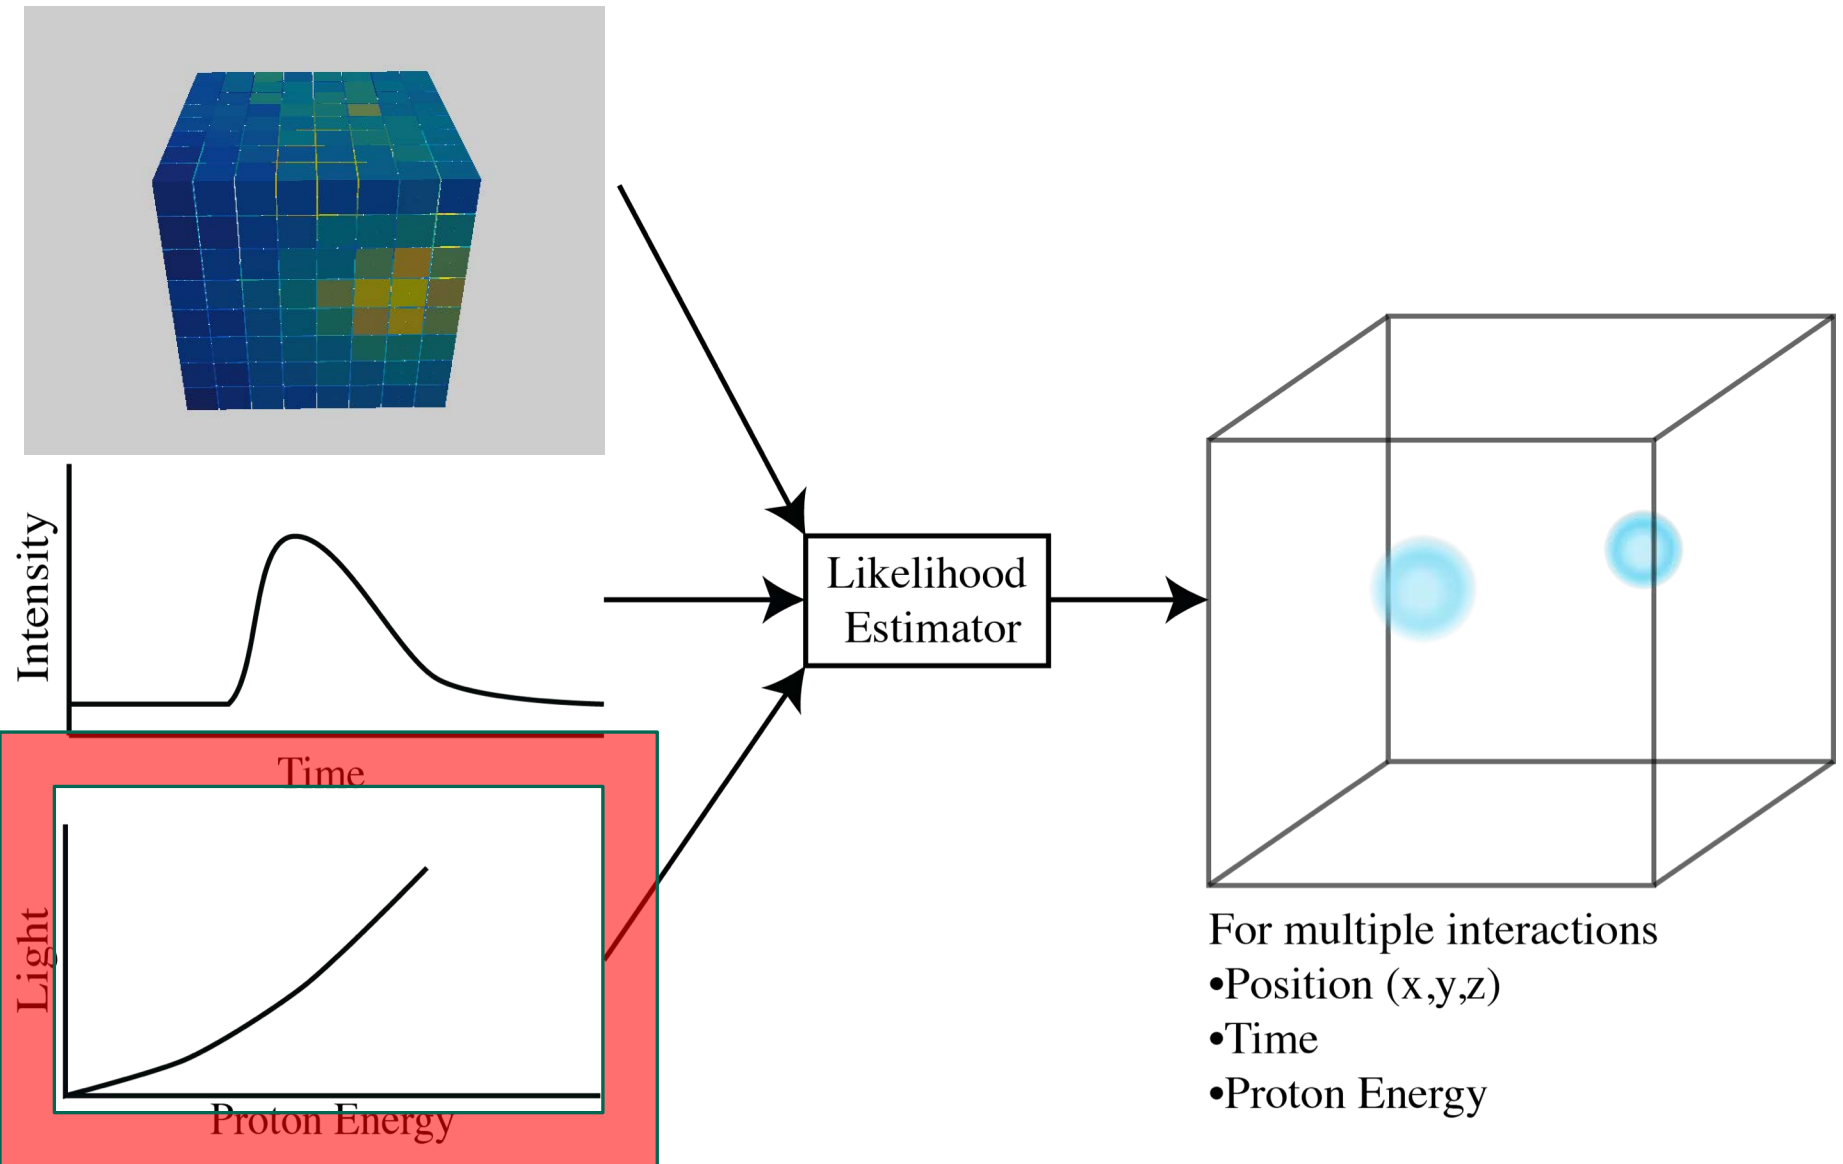 Intensity
Time
Light
Proton Energy
Likelihood
Estimator
For multiple interactions
•Position (x,y,z)
•Time
•Proton Energy